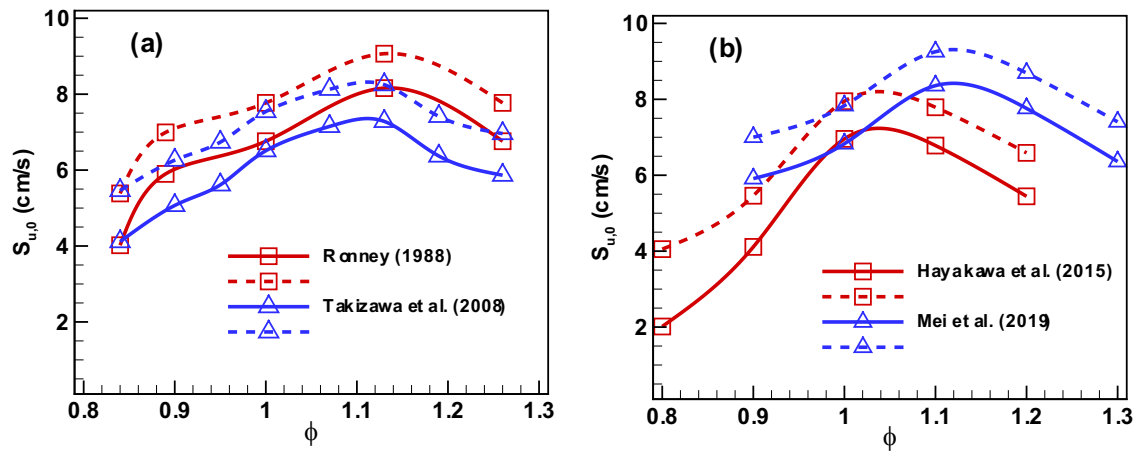 (a)
S_u,0 (cm/s)
10
8
6
4
2
Ronney (1988)
Takizawa et al. (2008)
0.8 0.9 1 1.1 1.2 1.3
ϕ
(b)
S_u,0 (cm/s)
10
8
6
4
2
Hayakawa et al. (2015)
Mei et al. (2019)
0.8 0.9 1 1.1 1.2 1.3
ϕ